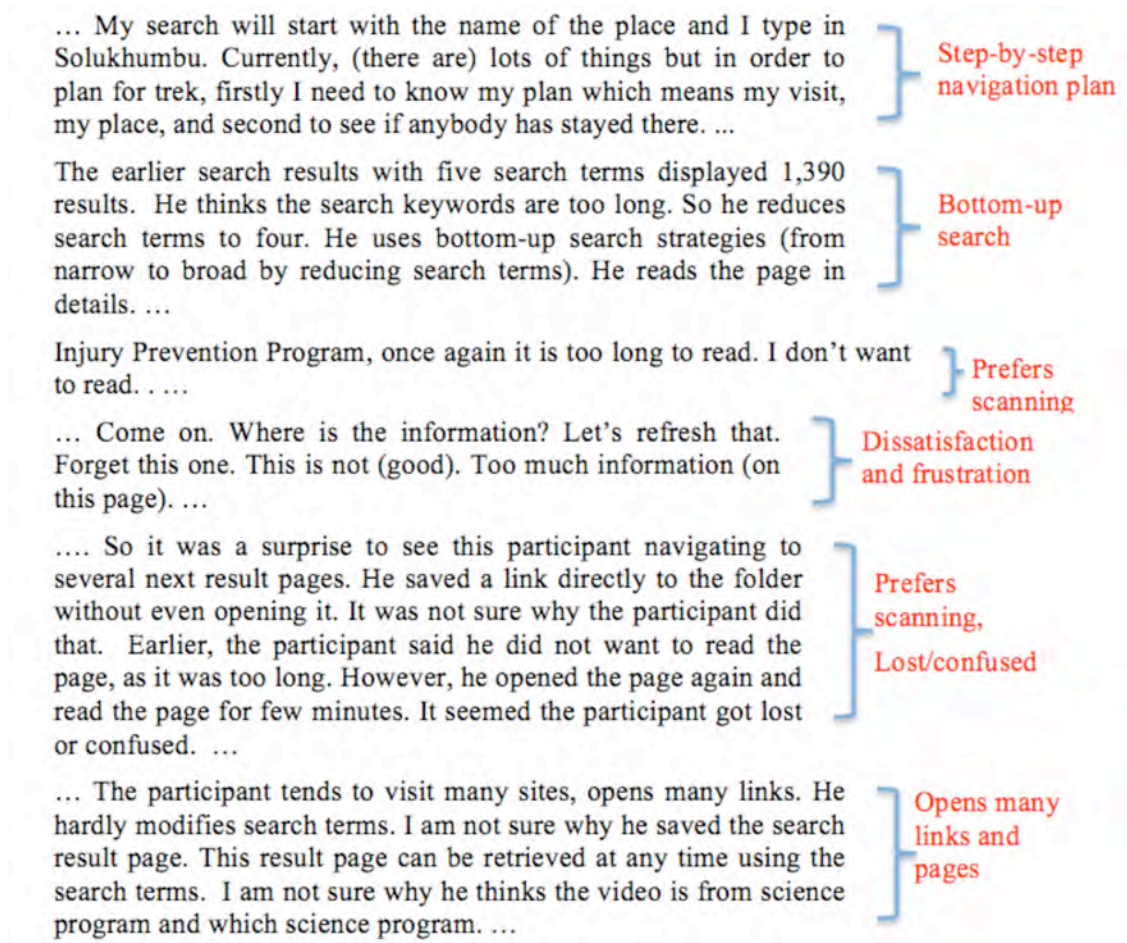 ... My search will start with the name of the place and I type in
Solukhumbu. Currently, (there are) lots of things but in order to
plan for trek, firstly I need to know my plan which means my visit,
my place, and second to see if anybody has stayed there. ...
Step-by-step
navigation plan
The earlier search results with five search terms displayed 1,390
results.  He thinks the search keywords are too long. So he reduces
search terms to four. He uses bottom-up search strategies (from
narrow to broad by reducing search terms). He reads the page in
details. ...
Bottom-up
search
Injury Prevention Program, once again it is too long to read. I don't want
to read. . ...
Prefers
scanning
... Come on. Where is the information? Let's refresh that.
Forget this one. This is not (good). Too much information (on
this page). ...
Dissatisfaction
and frustration
.... So it was a surprise to see this participant navigating to
several next result pages. He saved a link directly to the folder
without even opening it. It was not sure why the participant did
that.  Earlier, the participant said he did not want to read the
page, as it was too long. However, he opened the page again and
read the page for few minutes. It seemed the participant got lost
or confused.  ...
Prefers
scanning,
Lost/confused
... The participant tends to visit many sites, opens many links. He
hardly modifies search terms. I am not sure why he saved the search
result page. This result page can be retrieved at any time using the
search terms.  I am not sure why he thinks the video is from science
program and which science program. ...
Opens many
links and
pages